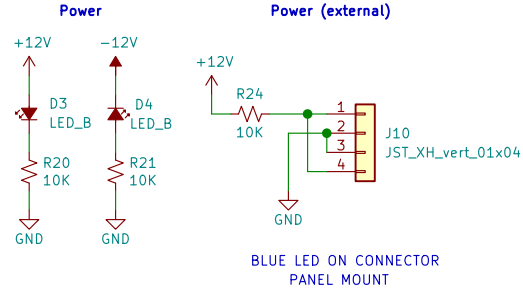 Power
Power (external)
+12V
-12V
+12V
D3
LED_B
D4
LED_B
R24
10K
1
2
3
4
J10
JST_XH_vert_01x04
R20
10K
R21
10K
GND
GND
GND
BLUE LED ON CONNECTOR
PANEL MOUNT